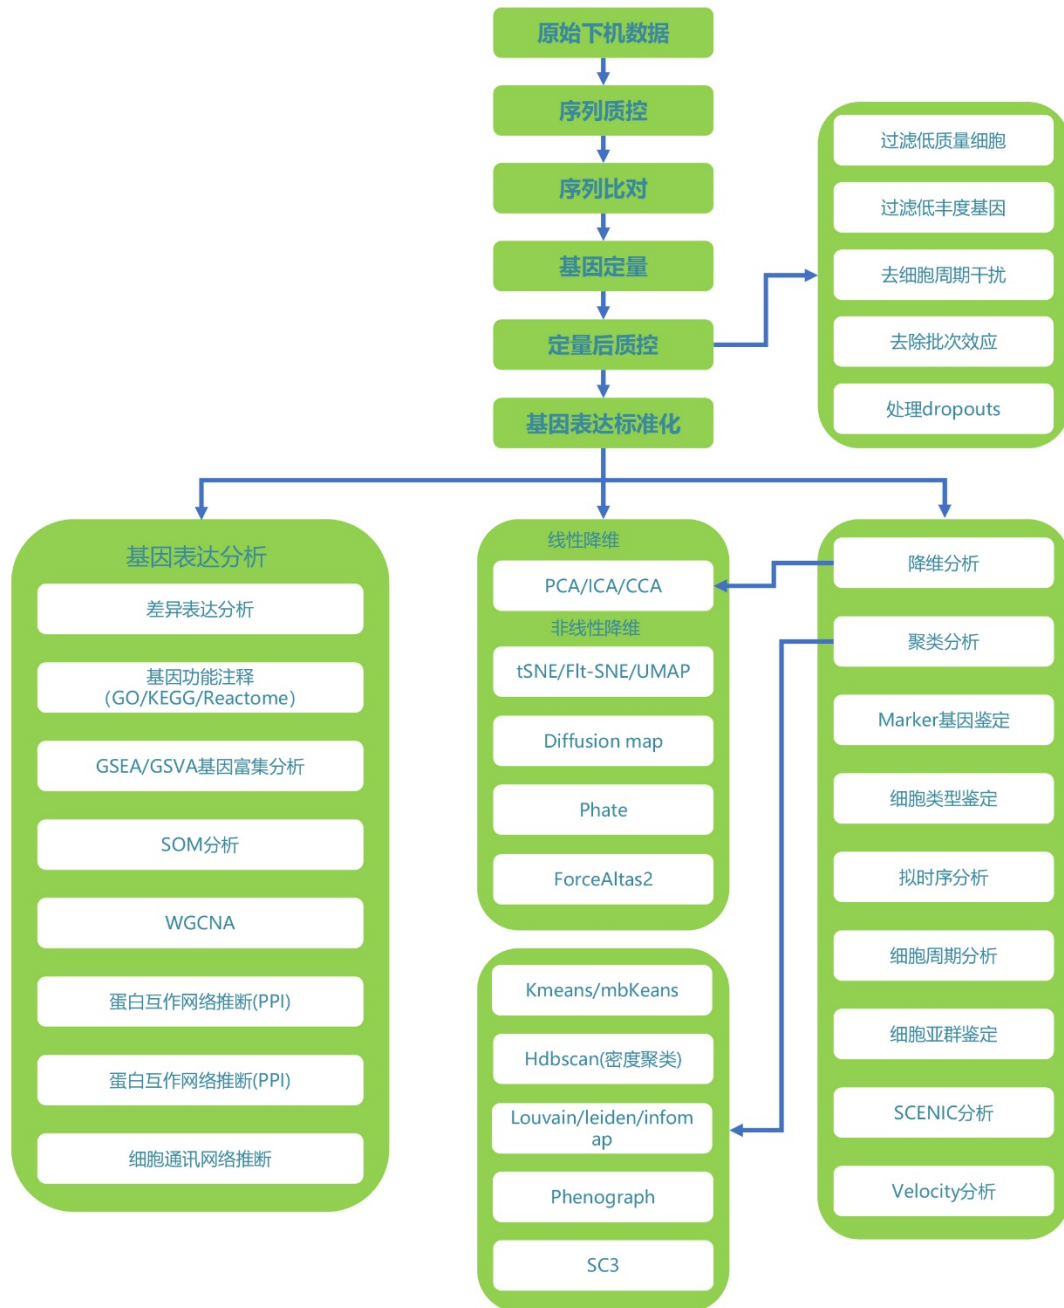 原始下机数据
序列质控
序列比对
基因定量
定量后质控
基因表达标准化
过滤低质量细胞
过滤低丰度基因
去细胞周期干扰
去除批次效应
处理dropouts
基因表达分析
差异表达分析
基因功能注释
（GO/KEGG/Reactome）
GSEA/GSVA基因富集分析
SOM分析
WGCNA
蛋白互作网络推断(PPI)
蛋白互作网络推断(PPI)
细胞通讯网络推断
线性降维
PCA/ICA/CCA
非线性降维
tSNE/Flt-SNE/UMAP
Diffusion map
Phate
ForceAltas2
Kmeans/mbKeans
Hdbscan(密度聚类)
Louvain/leiden/infom
ap
Phenograph
SC3
降维分析
聚类分析
Marker基因鉴定
细胞类型鉴定
拟时序分析
细胞周期分析
细胞亚群鉴定
SCENIC分析
Velocity分析